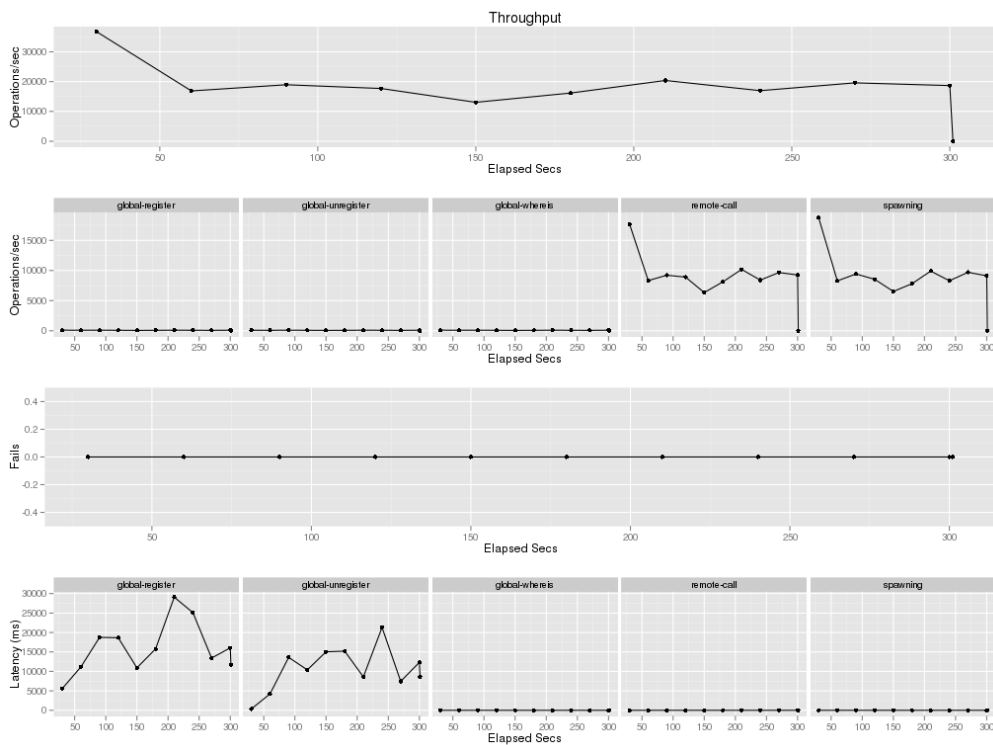 Throughput
Operations/sec
30000
20000
10000
0
50 100 150 200 250 300
Elapsed Secs
global-register global-unregister global-whereis remote-call spawning
Operations/sec
15000
10000
5000
0
50 100 150 200 250 300 50 100 150 200 250 300 50 100 150 200 250 300 50 100 150 200 250 300 50 100 150 200 250 300
Elapsed Secs
Fails
0.4
0.2
0.0
-0.2
-0.4
50 100 150 200 250 300
Elapsed Secs
global-register global-unregister global-whereis remote-call spawning
Latency (ms)
30000
25000
20000
15000
10000
5000
0
50 100 150 200 250 300 50 100 150 200 250 300 50 100 150 200 250 300 50 100 150 200 250 300 50 100 150 200 250 300
Elapsed Secs